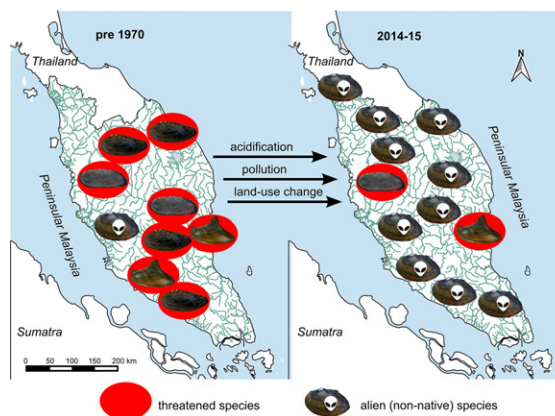 pre 1970
Thailand
Peninsular Malaysia
Sumatra
0 50 100 150 200 km
acidification
pollution
land-use change
2014-15
Thailand
N
Peninsular Malaysia
Sumatra
threatened species
alien (non-native) species